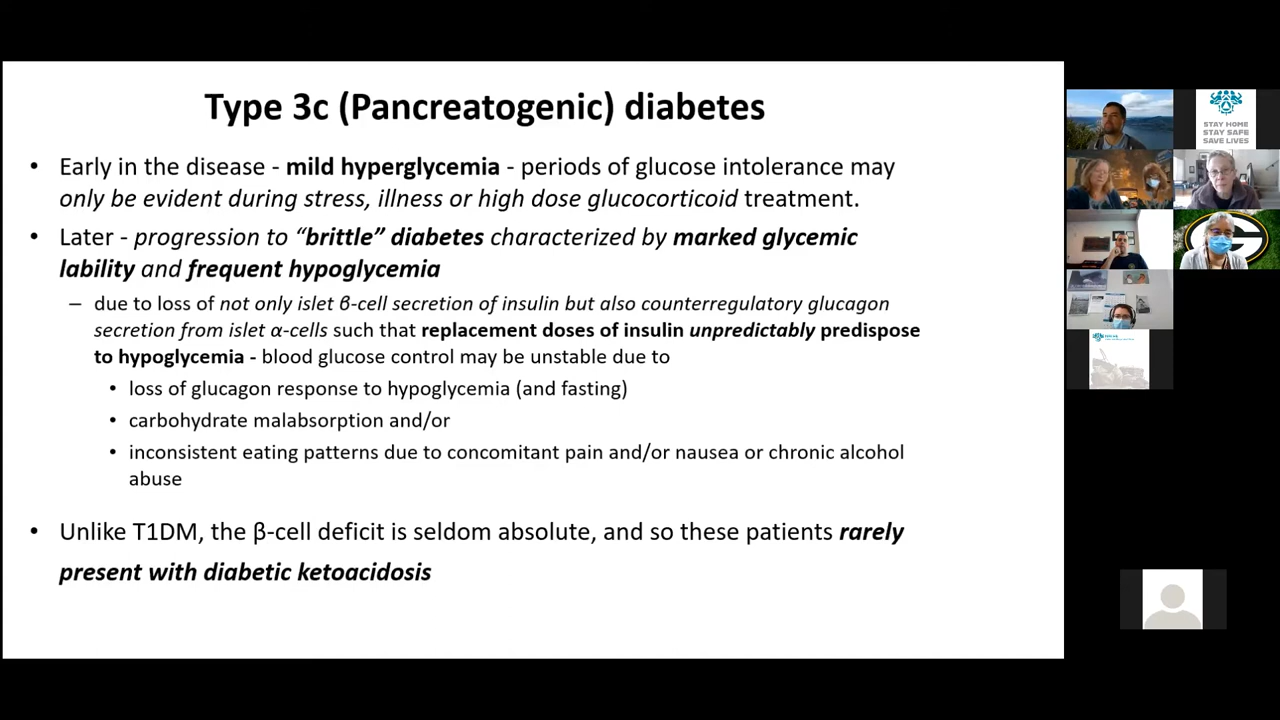 Type 3c (Pancreatogenic) diabetes
• Early in the disease - mild hyperglycemia - periods of glucose intolerance may
only be evident during stress, illness or high dose glucocorticoid treatment.
• Later - progression to “brittle” diabetes characterized by marked glycemic
lability and frequent hypoglycemia
– due to loss of not only islet β-cell secretion of insulin but also counterregulatory glucagon
secretion from islet α-cells such that replacement doses of insulin unpredictably predispose
to hypoglycemia - blood glucose control may be unstable due to
• loss of glucagon response to hypoglycemia (and fasting)
• carbohydrate malabsorption and/or
• inconsistent eating patterns due to concomitant pain and/or nausea or chronic alcohol
abuse
• Unlike T1DM, the β-cell deficit is seldom absolute, and so these patients rarely
present with diabetic ketoacidosis
STAY HOME
STAY SAFE
SAVE LIVES
G